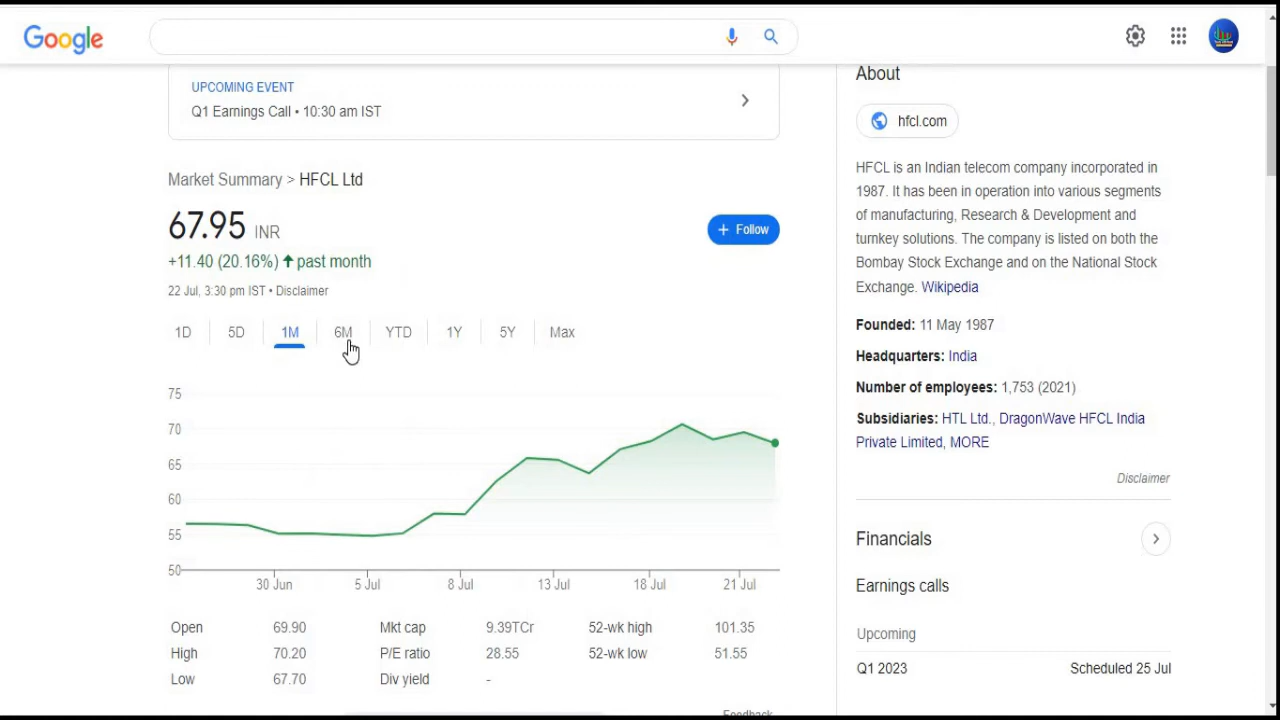 Google
UPCOMING EVENT
Q1 Earnings Call • 10:30 am IST
Market Summary > HFCL Ltd
67.95 INR
+ Follow
+11.40 (20.16%) ↑ past month
22 Jul, 3:30 pm IST • Disclaimer
1D 5D 1M 6M YTD 1Y 5Y Max
75
70
65
60
55
50
30 Jun 5 Jul 8 Jul 13 Jul 18 Jul 21 Jul
Open 69.90 Mkt cap 9.39TCr 52-wk high 101.35
High 70.20 P/E ratio 28.55 52-wk low 51.55
Low 67.70 Div yield -
Feedback
About
hfcl.com
HFCL is an Indian telecom company incorporated in
1987. It has been in operation into various segments
of manufacturing, Research & Development and
turnkey solutions. The company is listed on both the
Bombay Stock Exchange and on the National Stock
Exchange. Wikipedia
Founded: 11 May 1987
Headquarters: India
Number of employees: 1,753 (2021)
Subsidiaries: HTL Ltd., DragonWave HFCL India
Private Limited, MORE
Disclaimer
Financials
Earnings calls
Upcoming
Q1 2023 Scheduled 25 Jul